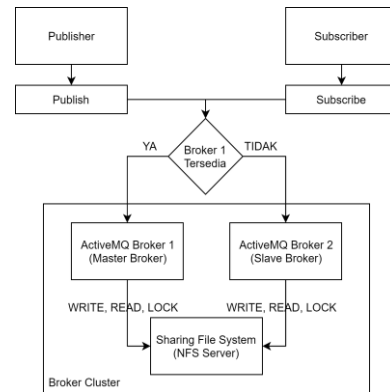 Publisher
Subscriber
Publish
Subscribe
Broker 1
Tersedia
YA
TIDAK
ActiveMQ Broker 1
(Master Broker)
ActiveMQ Broker 2
(Slave Broker)
WRITE, READ, LOCK
WRITE, READ, LOCK
Sharing File System
(NFS Server)
Broker Cluster